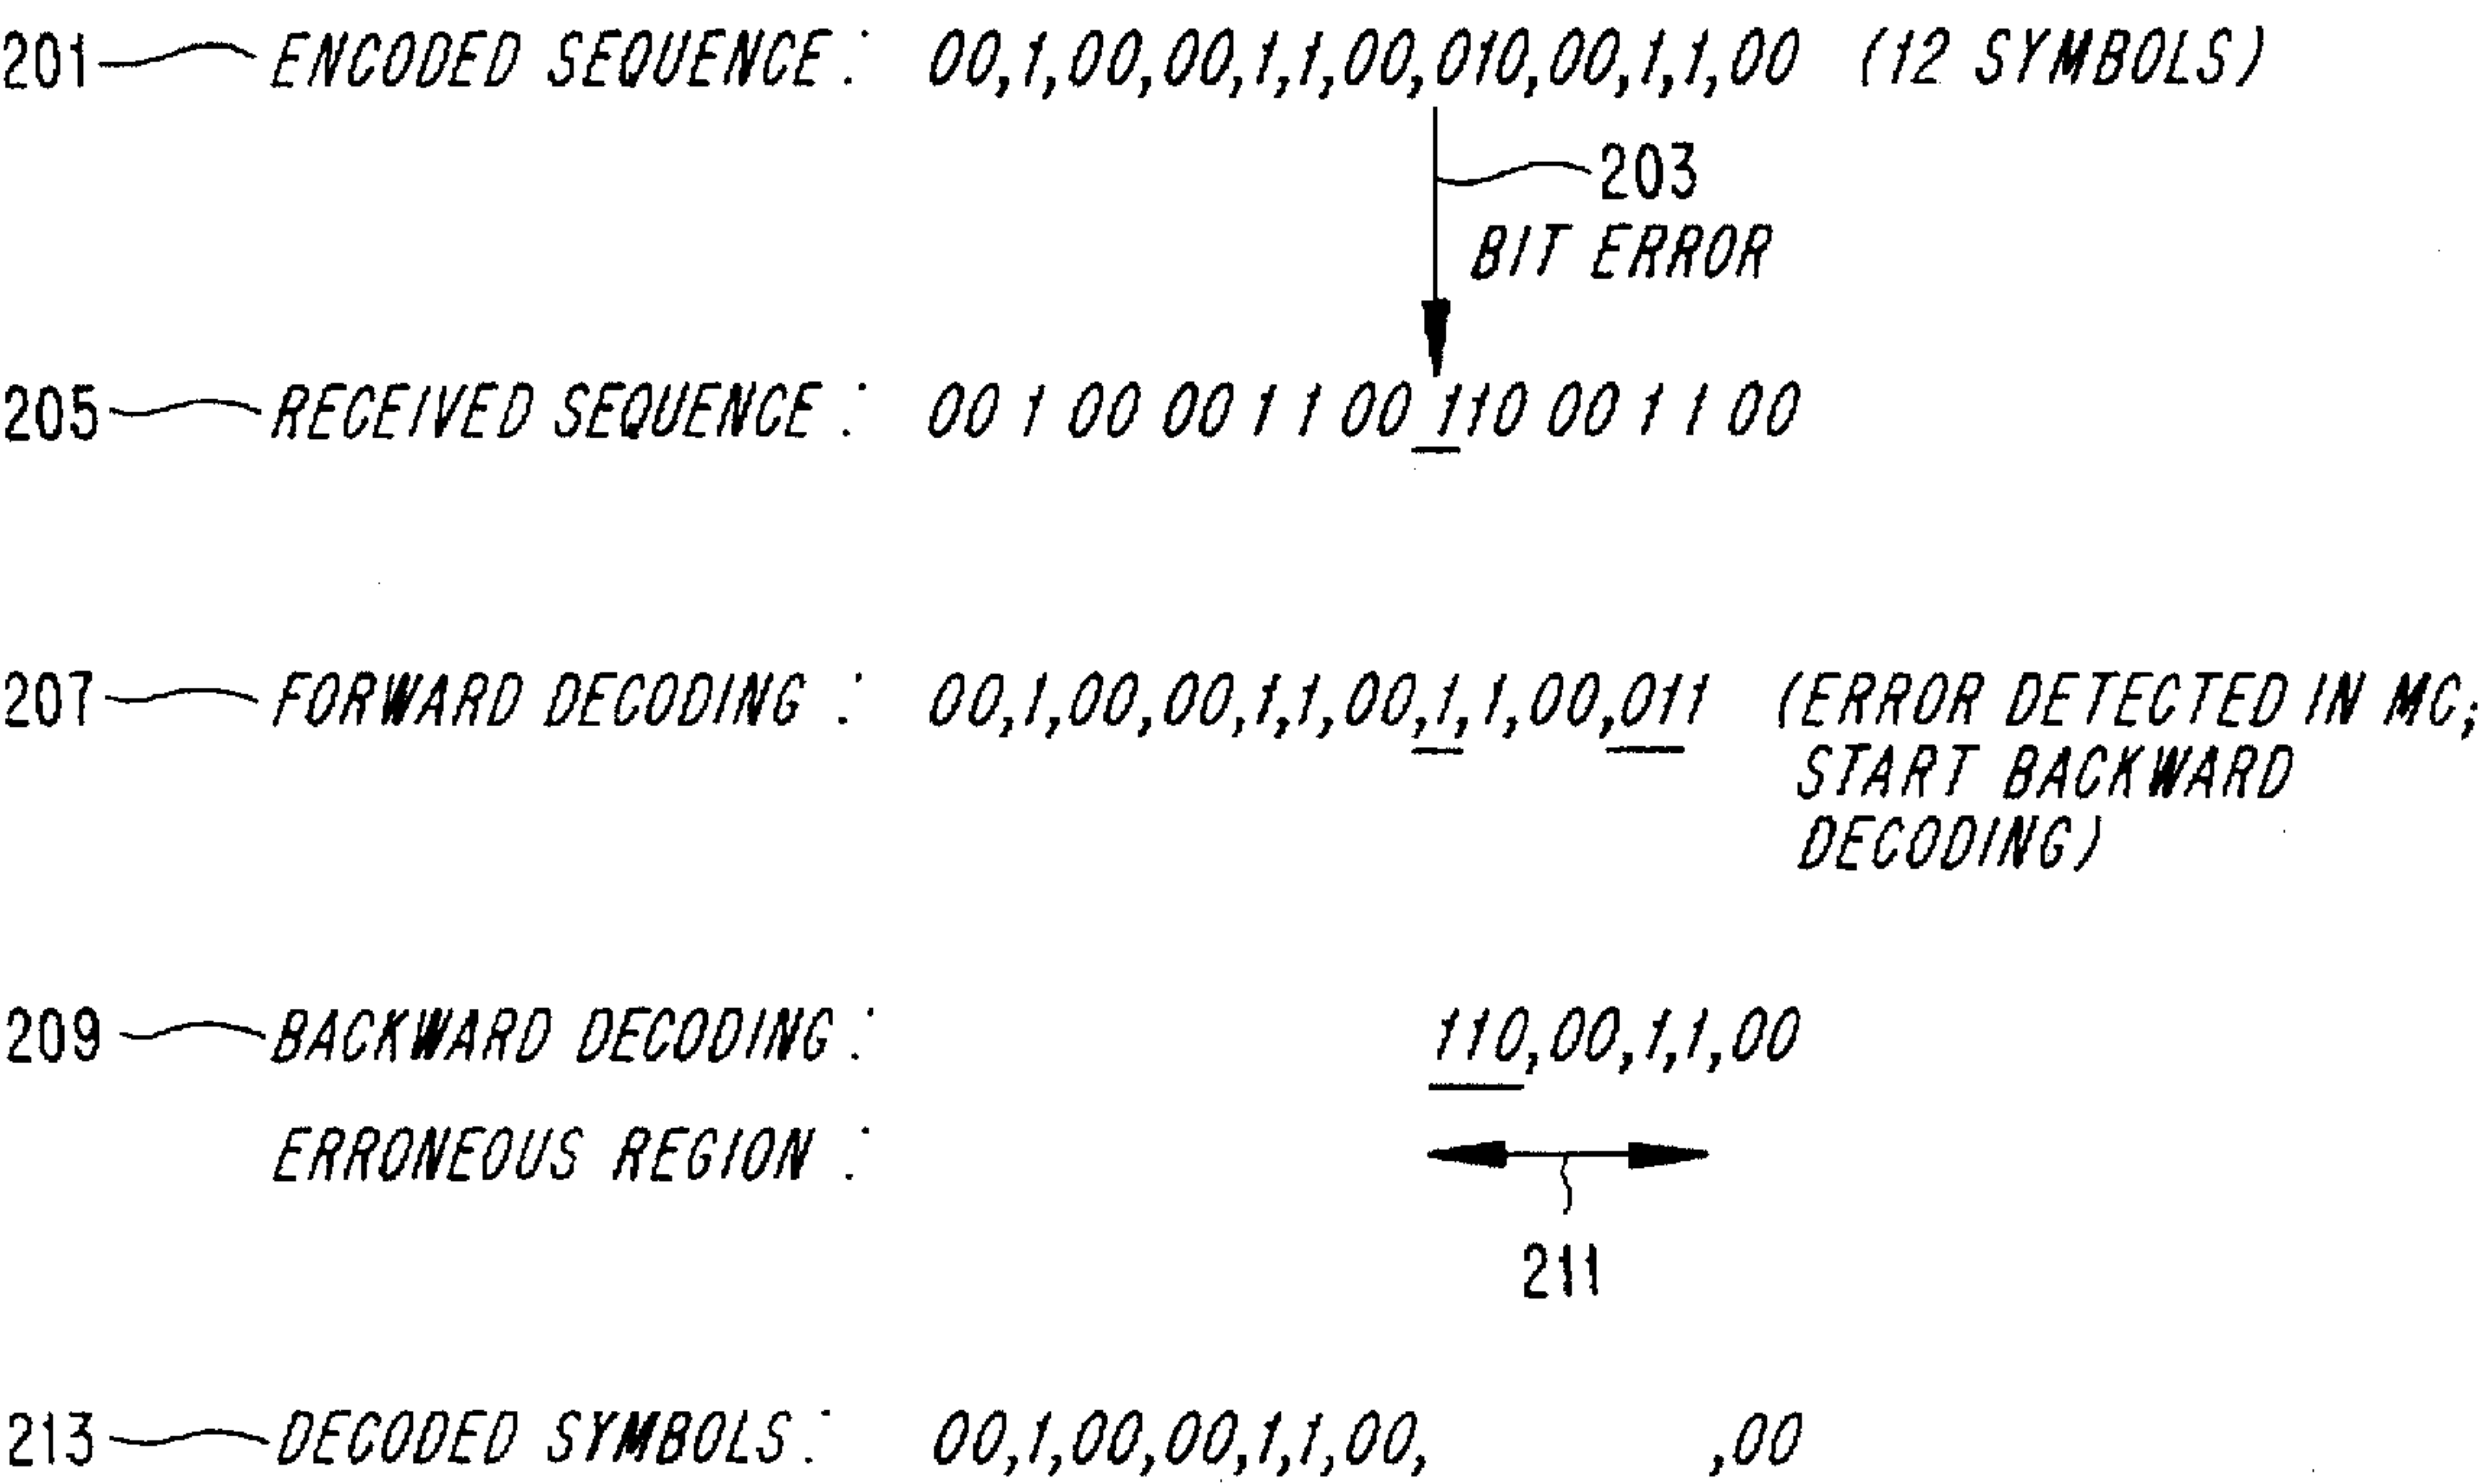 201 ENCODED SEQUENCE : 00,1,00,00,1,1,00,010,00,1,1,00 (12 SYMBOLS)
203
BIT ERROR
205 RECEIVED SEQUENCE : 00 1 00 00 1 1 00 110 00 1 1 00
207 FORWARD DECODING : 00,1,00,00,1,1,00,1,1,00,011 (ERROR DETECTED IN MC;
START BACKWARD
DECODING)
209 BACKWARD DECODING : 110,00,1,1,00
ERRONEOUS REGION :
211
213 DECODED SYMBOLS : 00,1,00,00,1,1,00, ,00